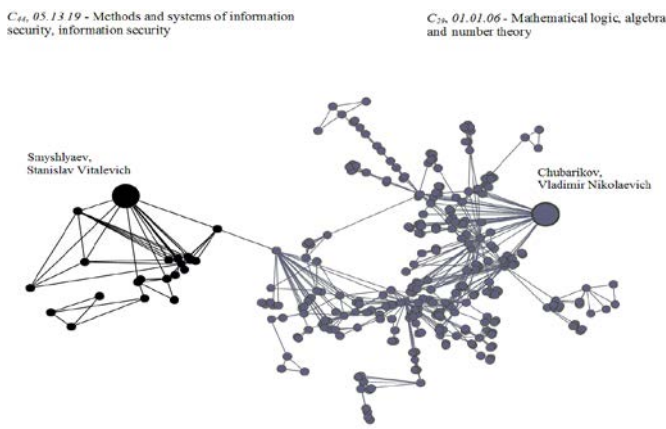 C₄₄, 05.13.19 - Methods and systems of information
security, information security
C₂₉, 01.01.06 - Mathematical logic, algebra
and number theory
Smyshlyaev,
Stanislav Vitalevich
Chubarikov,
Vladimir Nikolaevich